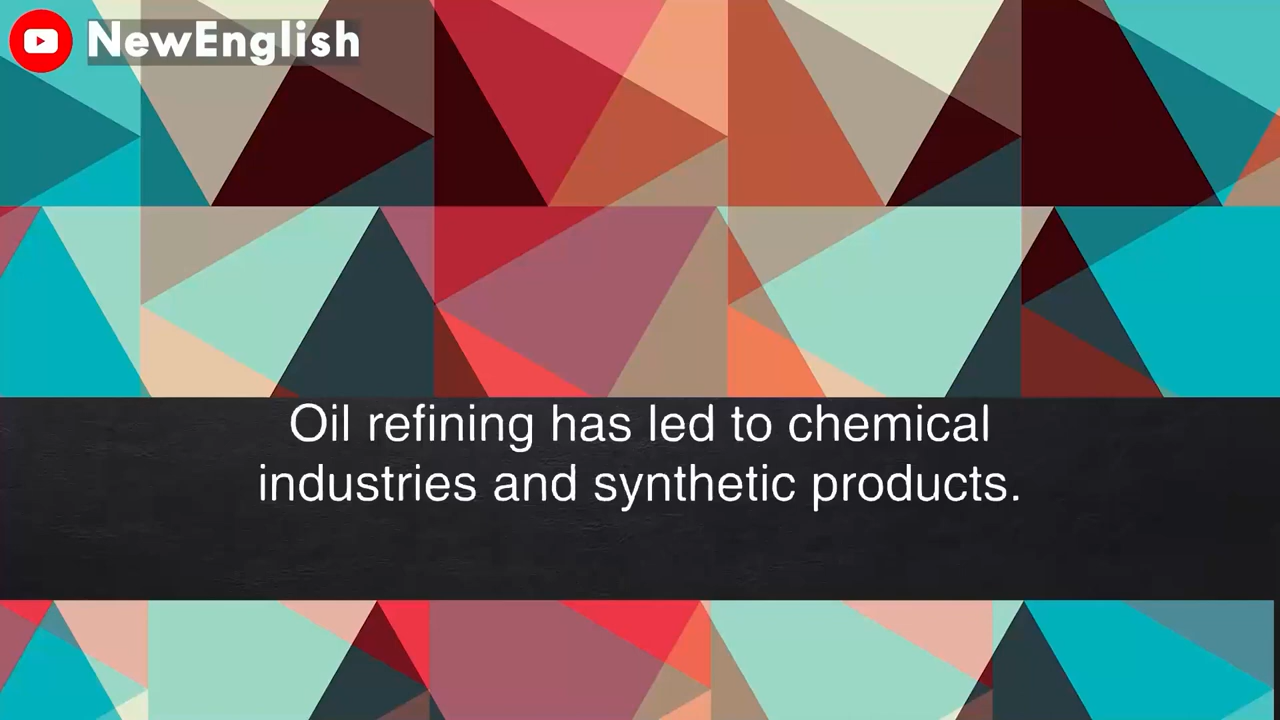 NewEnglish
Oil refining has led to chemical
industries and synthetic products.